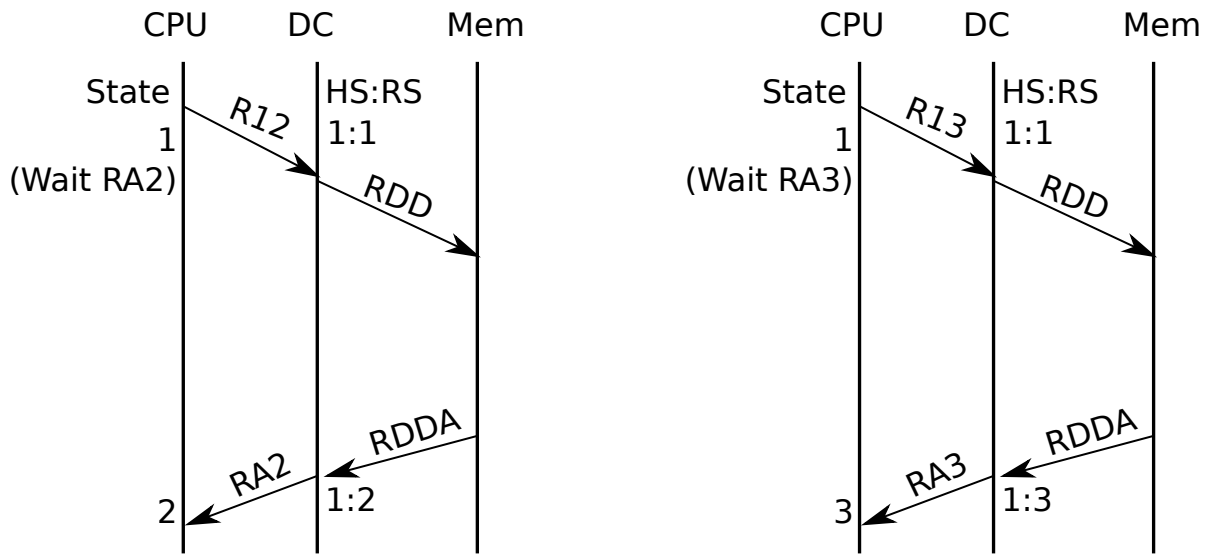 CPU DC Mem
State HS:RS
R12
1 1:1
(Wait RA2)
RDD
RDDA
RA2
2 1:2
CPU DC Mem
State HS:RS
R13
1 1:1
(Wait RA3)
RDD
RDDA
RA3
3 1:3